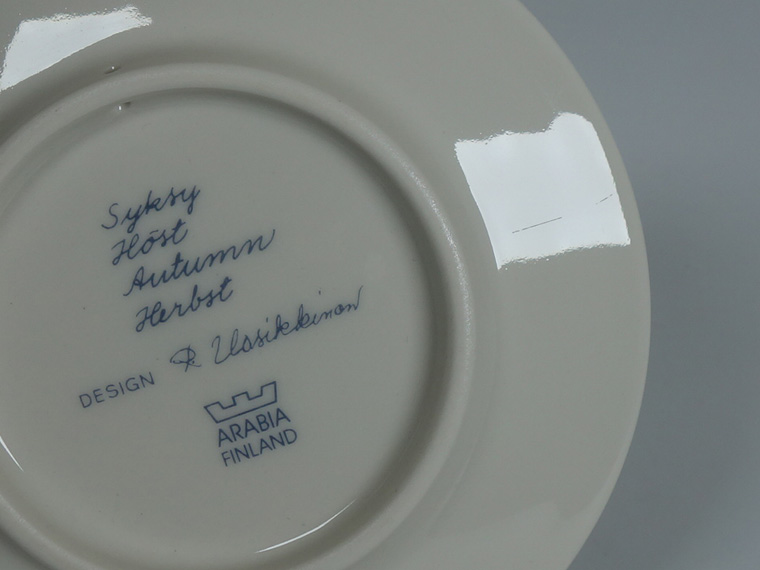 Syksy
Höst
Autumn
Herbst
DESIGN R Uosikkinen
ARABIA
FINLAND